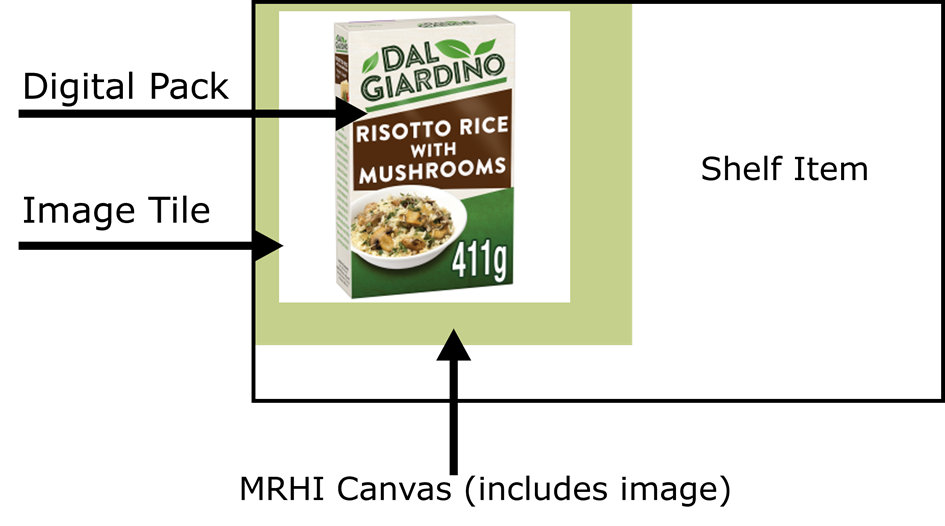 Digital Pack
Image Tile
DAL
GIARDINO
RISOTTO RICE
WITH
MUSHROOMS
411g
Shelf Item
MRHI Canvas (includes image)